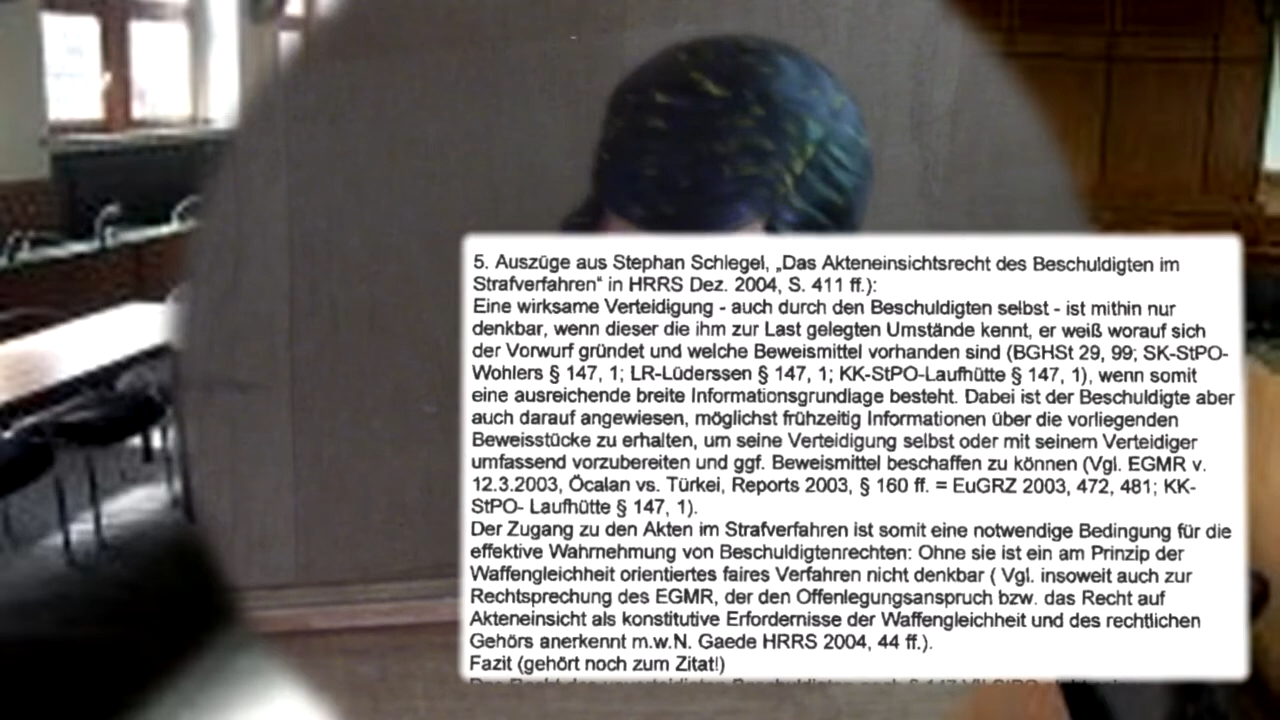 5. Auszüge aus Stephan Schlegel, „Das Akteneinsichtsrecht des Beschuldigten im
Strafverfahren“ in HRRS Dez. 2004, S. 411 ff.):
Eine wirksame Verteidigung - auch durch den Beschuldigten selbst - ist mithin nur
denkbar, wenn dieser die ihm zur Last gelegten Umstände kennt, er weiß worauf sich
der Vorwurf gründet und welche Beweismittel vorhanden sind (BGHSt 29, 99; SK-StPO-
Wohlers § 147, 1; LR-Lüderssen § 147, 1; KK-StPO-Laufhütte § 147, 1), wenn somit
eine ausreichende breite Informationsgrundlage besteht. Dabei ist der Beschuldigte aber
auch darauf angewiesen, möglichst frühzeitig Informationen über die vorliegenden
Beweisstücke zu erhalten, um seine Verteidigung selbst oder mit seinem Verteidiger
umfassend vorzubereiten und ggf. Beweismittel beschaffen zu können (Vgl. EGMR v.
12.3.2003, Öcalan vs. Türkei, Reports 2003, § 160 ff. = EuGRZ 2003, 472, 481; KK-
StPO- Laufhütte § 147, 1).
Der Zugang zu den Akten im Strafverfahren ist somit eine notwendige Bedingung für die
effektive Wahrnehmung von Beschuldigtenrechten: Ohne sie ist ein am Prinzip der
Waffengleichheit orientiertes faires Verfahren nicht denkbar ( Vgl. insoweit auch zur
Rechtsprechung des EGMR, der den Offenlegungsanspruch bzw. das Recht auf
Akteneinsicht als konstitutive Erfordernisse der Waffengleichheit und des rechtlichen
Gehörs anerkennt m.w.N. Gaede HRRS 2004, 44 ff.).
Fazit (gehört noch zum Zitat!)